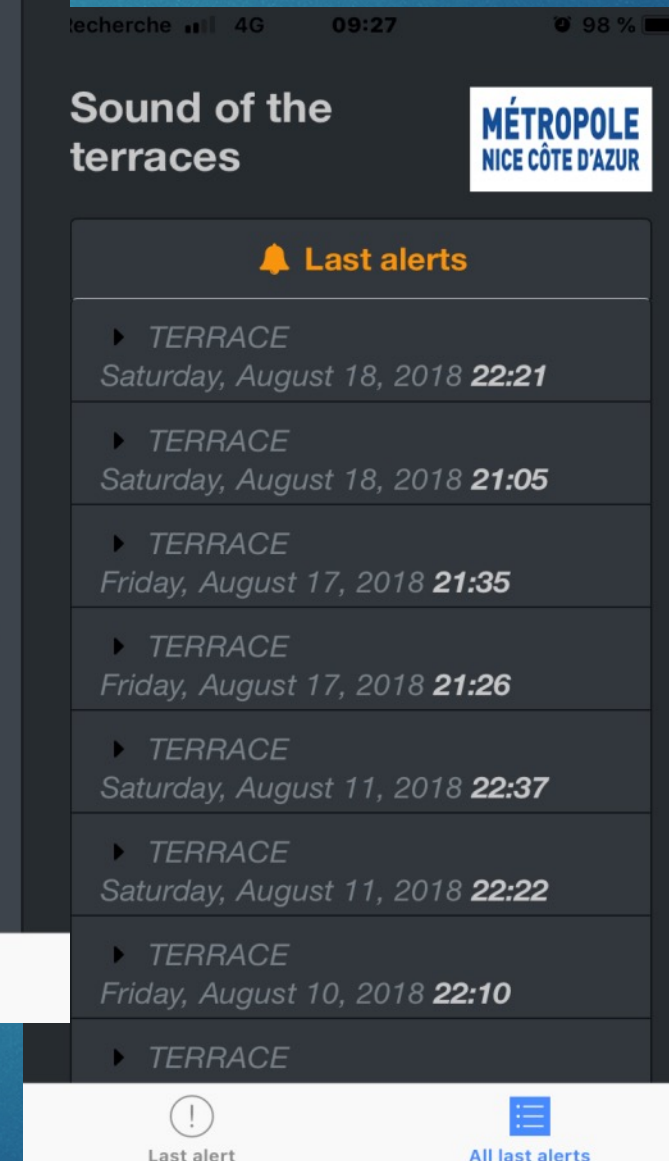 echerche 4G 09:27 98 %
Sound of the
terraces
MÉTROPOLE
NICE CÔTE D'AZUR
Last alerts
TERRACE
Saturday, August 18, 2018 22:21
TERRACE
Saturday, August 18, 2018 21:05
TERRACE
Friday, August 17, 2018 21:35
TERRACE
Friday, August 17, 2018 21:26
TERRACE
Saturday, August 11, 2018 22:37
TERRACE
Saturday, August 11, 2018 22:22
TERRACE
Friday, August 10, 2018 22:10
TERRACE
Last alert
All last alerts